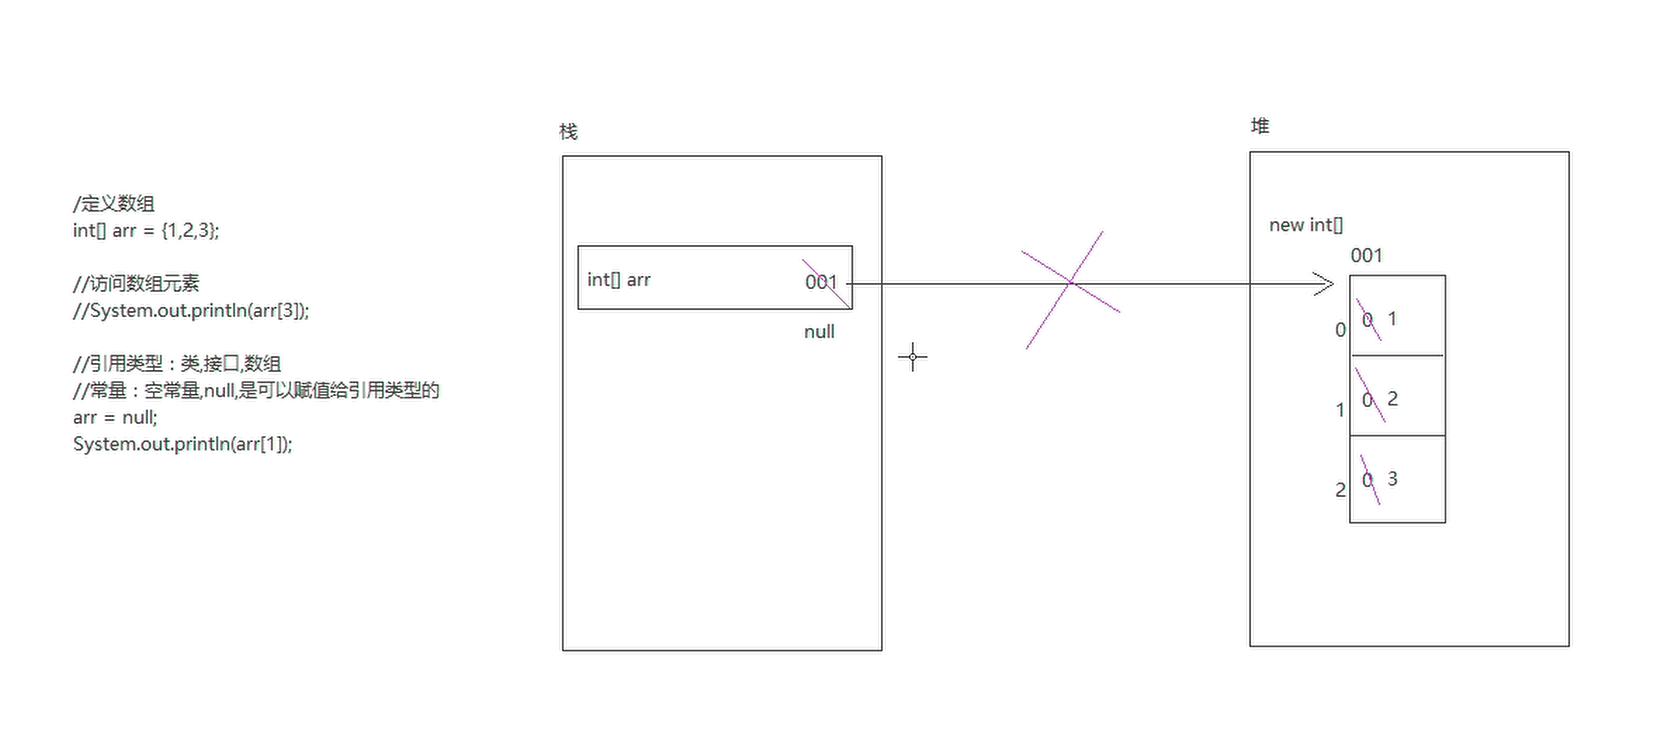 /定义数组
int[] arr = {1,2,3};
//访问数组元素
//System.out.println(arr[3]);
//引用类型：类,接口,数组
//常量：空常量,null,是可以赋值给引用类型的
arr = null;
System.out.println(arr[1]);
栈
int[] arr 001
null
堆
new int[]
001
0 0 1
1 0 2
2 0 3